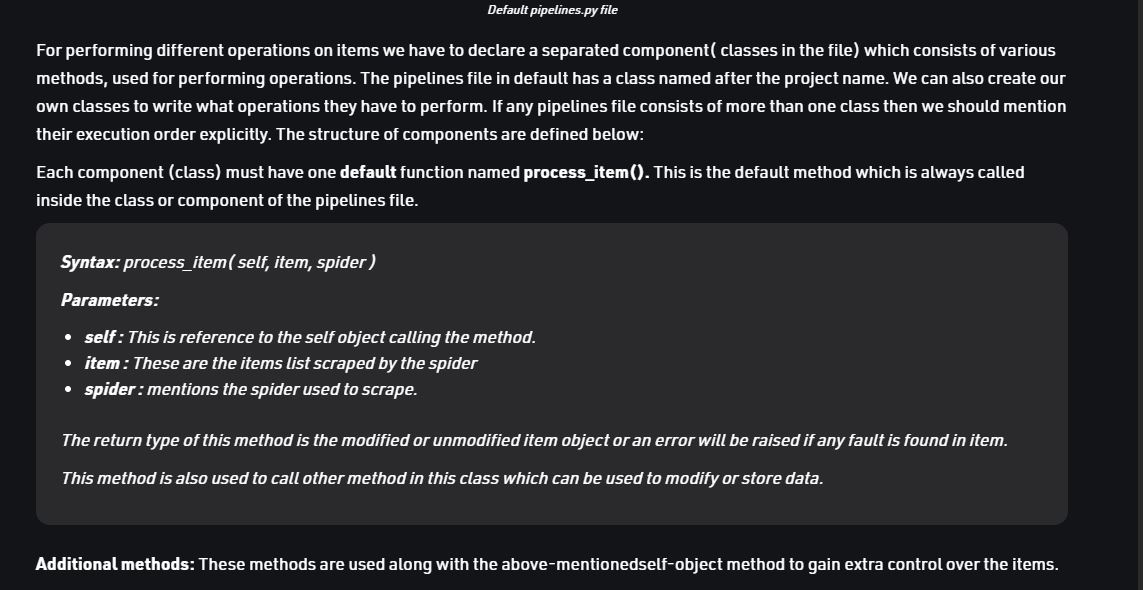 Default pipelines.py file
For performing different operations on items we have to declare a separated component( classes in the file) which consists of various
methods, used for performing operations. The pipelines file in default has a class named after the project name. We can also create our
own classes to write what operations they have to perform. If any pipelines file consists of more than one class then we should mention
their execution order explicitly. The structure of components are defined below:
Each component (class) must have one default function named process_item(). This is the default method which is always called
inside the class or component of the pipelines file.
Syntax: process_item( self, item, spider )
Parameters:
• self : This is reference to the self object calling the method.
• item : These are the items list scraped by the spider
• spider : mentions the spider used to scrape.
The return type of this method is the modified or unmodified item object or an error will be raised if any fault is found in item.
This method is also used to call other method in this class which can be used to modify or store data.
Additional methods: These methods are used along with the above-mentionedself-object method to gain extra control over the items.